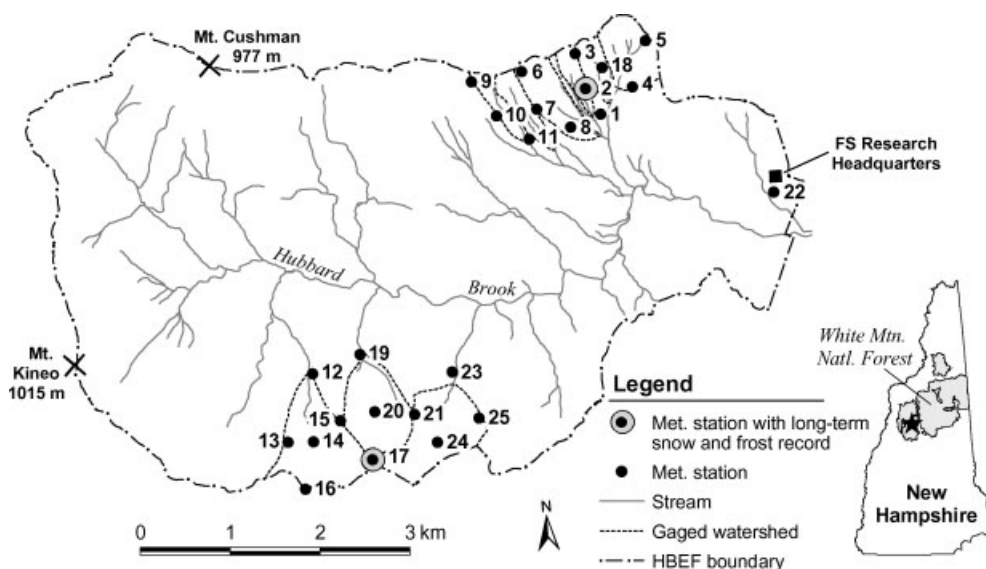 Mt. Cushman
977 m
5
3
6
18
9
2
4
7
10
1
8
11
FS Research
Headquarters
22
Hubbard
Brook
Mt.
Kineo
1015 m
19
12
23
20
21
15
25
13
14
24
17
16
N
0 1 2 3 km
Legend
Met. station with long-term
snow and frost record
Met. station
Stream
Gaged watershed
HBEF boundary
White Mtn.
Natl. Forest
New
Hampshire